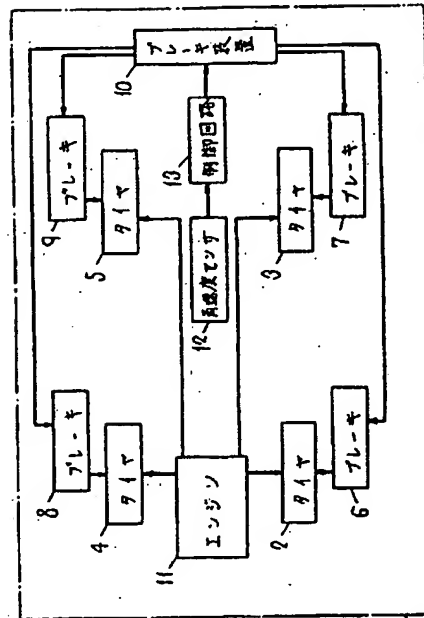 10
ブレーキ装置
9
ブレーキ
13
制御回路
5
タイヤ
12
角速度センサ
3
タイヤ
7
ブレーキ
8
ブレーキ
4
タイヤ
11
エンジン
2
タイヤ
6
ブレーキ